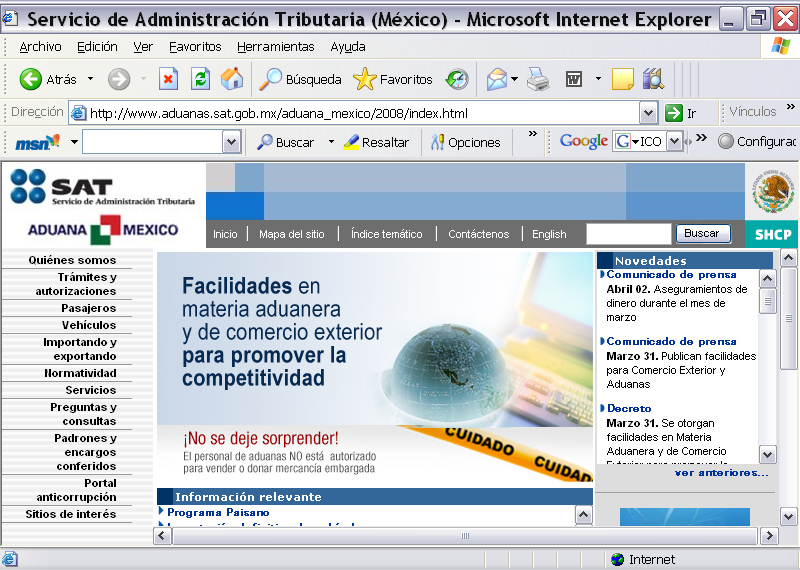 Servicio de Administración Tributaria (México) - Microsoft Internet Explorer
Archivo Edición Ver Favoritos Herramientas Ayuda
Atrás Búsqueda Favoritos
Dirección http://www.aduanas.sat.gob.mx/aduana_mexico/2008/index.html Ir Vínculos »
msn Buscar Resaltar Opciones » Google G ICO » Configurac
SAT
Servicio de Administración Tributaria
ADUANA MEXICO
Inicio Mapa del sitio Índice temático Contáctenos English Buscar
SHCP
Quiénes somos
Trámites y
autorizaciones
Pasajeros
Vehículos
Importando y
exportando
Normatividad
Servicios
Preguntas y
consultas
Padrones y
encargos
conferidos
Portal
anticorrupción
Sitios de interés
Facilidades en
materia aduanera
y de comercio exterior
para promover la
competitividad
¡No se deje sorprender!
El personal de aduanas NO está autorizado
para vender o donar mercancía embargada
CUIDADO CUIDAD
Información relevante
Programa Paisano
Novedades
Comunicado de prensa
Abril 02. Aseguramientos de
dinero durante el mes de
marzo
Comunicado de prensa
Marzo 31. Publican facilidades
para Comercio Exterior y
Aduanas
Decreto
Marzo 31. Se otorgan
facilidades en Materia
Aduanera y de Comercio
ver anteriores...
Internet